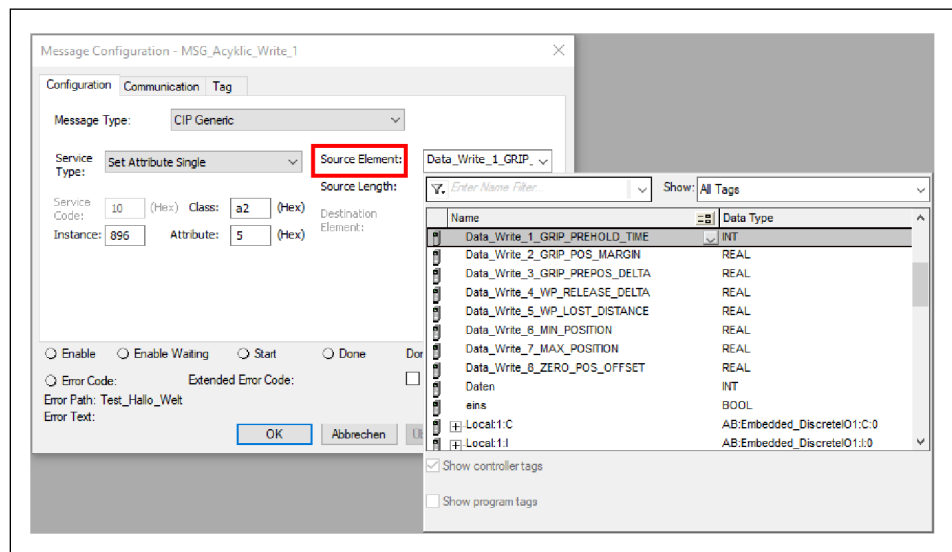 Message Configuration - MSG_Acyklic_Write_1
Configuration Communication Tag
Message Type: CIP Generic
Service Type: Set Attribute Single
Source Element: Data_Write_1_GRIP_
Source Length:
Service Code: 10 (Hex) Class: a2 (Hex)
Destination Element:
Instance: 896 Attribute: 5 (Hex)
Enable Enable Waiting Start Done
Error Code: Extended Error Code:
Error Path: Test_Hallo_Welt
Error Text:
OK Abbrechen
Enter Name Filter... Show: All Tags
Name Data Type
Data_Write_1_GRIP_PREHOLD_TIME INT
Data_Write_2_GRIP_POS_MARGIN REAL
Data_Write_3_GRIP_PREPOS_DELTA REAL
Data_Write_4_WP_RELEASE_DELTA REAL
Data_Write_5_WP_LOST_DISTANCE REAL
Data_Write_6_MIN_POSITION REAL
Data_Write_7_MAX_POSITION REAL
Data_Write_8_ZERO_POS_OFFSET REAL
Daten INT
eins BOOL
Local:1:C AB:Embedded_DiscreteIO1:C:0
Local:1:I AB:Embedded_DiscreteIO1:I:0
Show controller tags
Show program tags